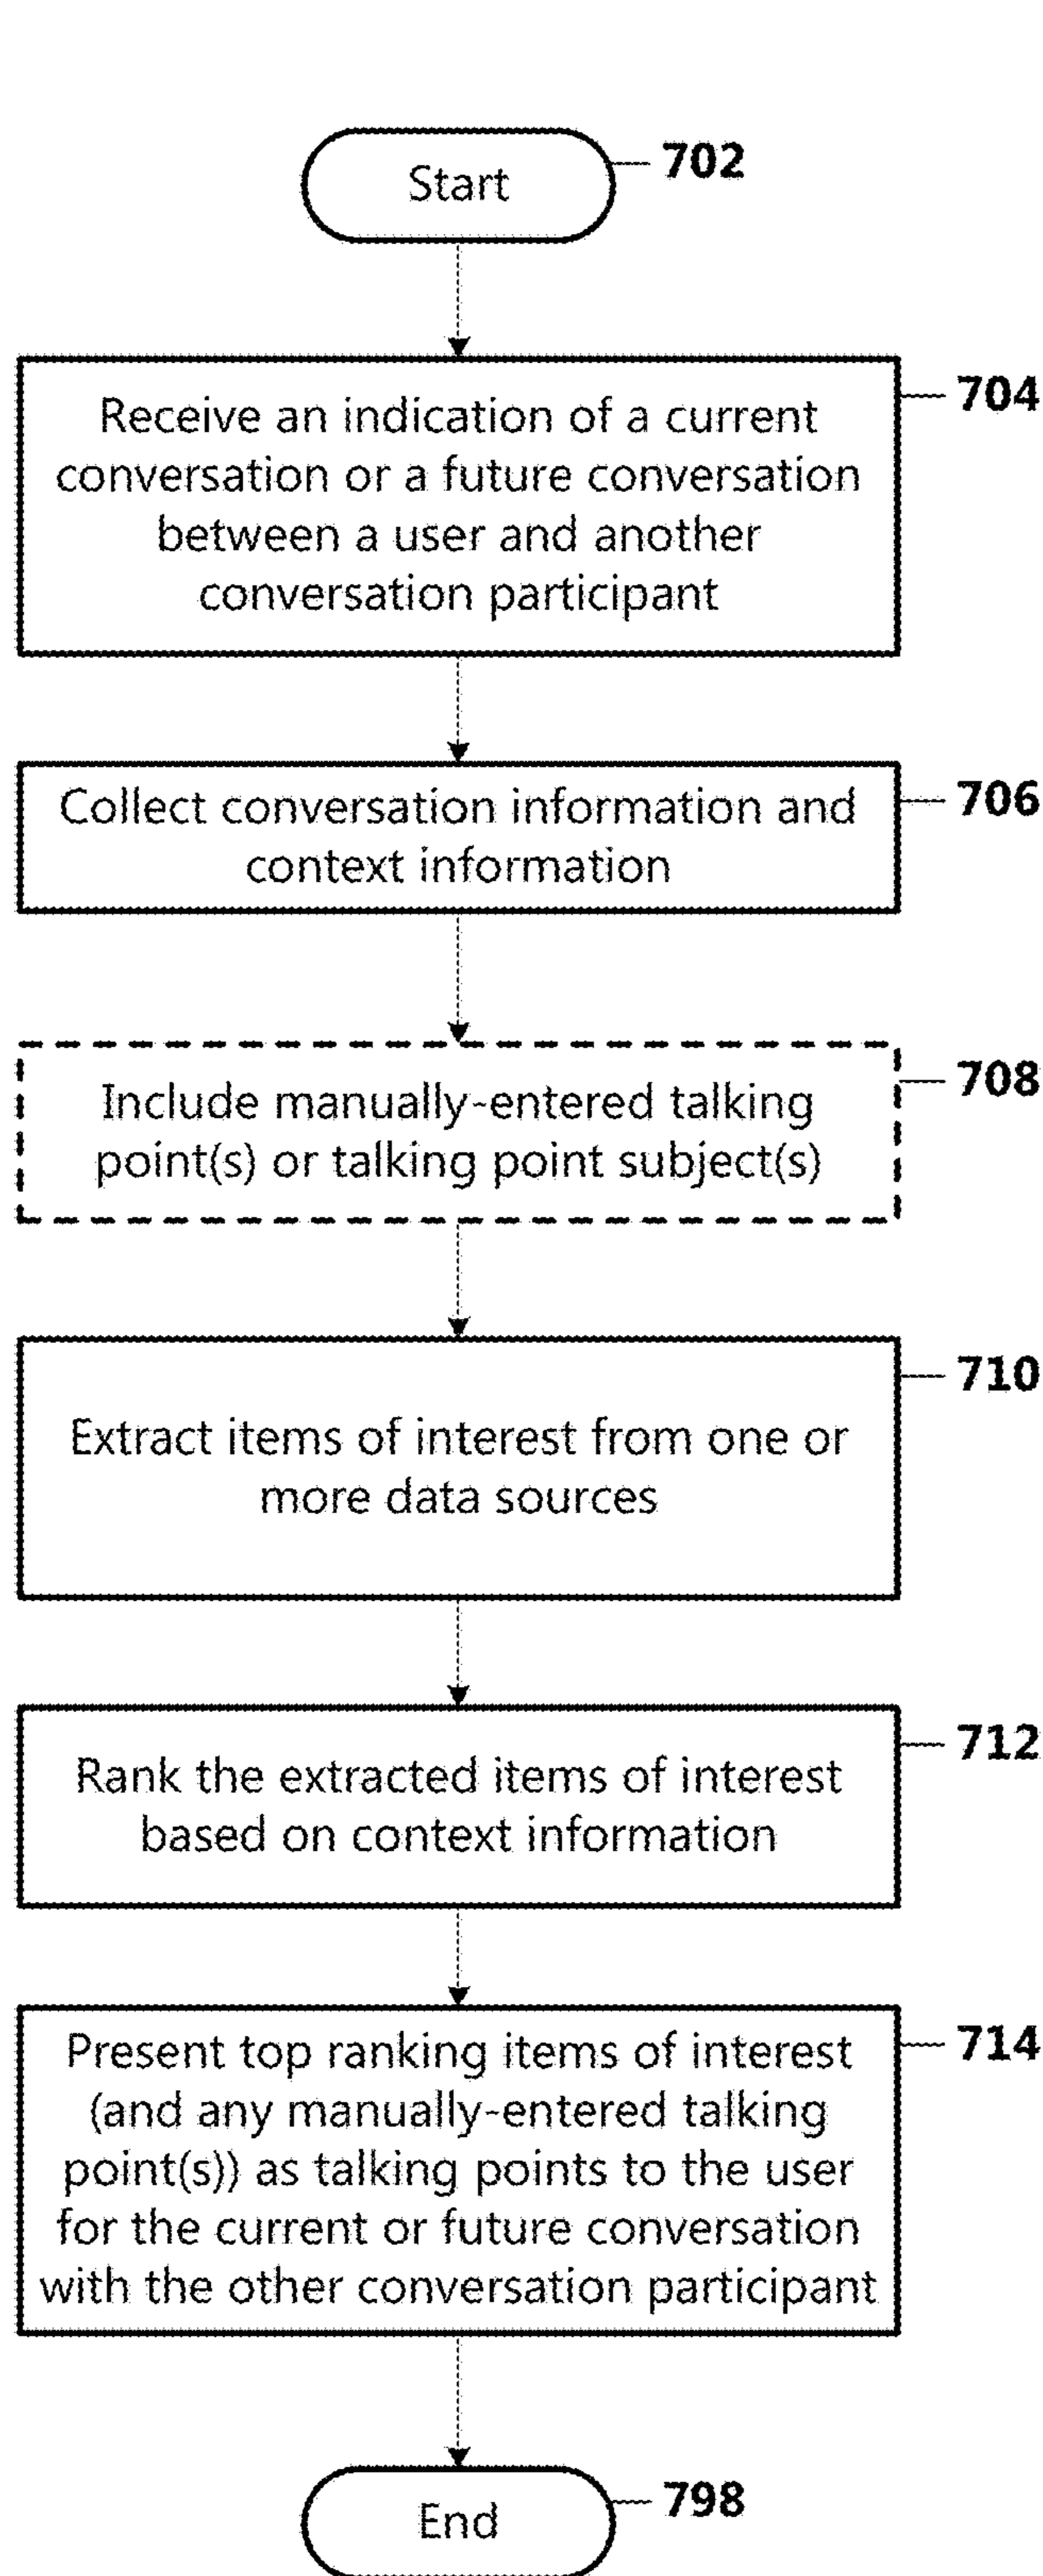 Start
702
Receive an indication of a current
conversation or a future conversation
between a user and another
conversation participant
704
Collect conversation information and
context information
706
Include manually-entered talking
point(s) or talking point subject(s)
708
Extract items of interest from one or
more data sources
710
Rank the extracted items of interest
based on context information
712
Present top ranking items of interest
(and any manually-entered talking
point(s)) as talking points to the user
for the current or future conversation
with the other conversation participant
714
End
798